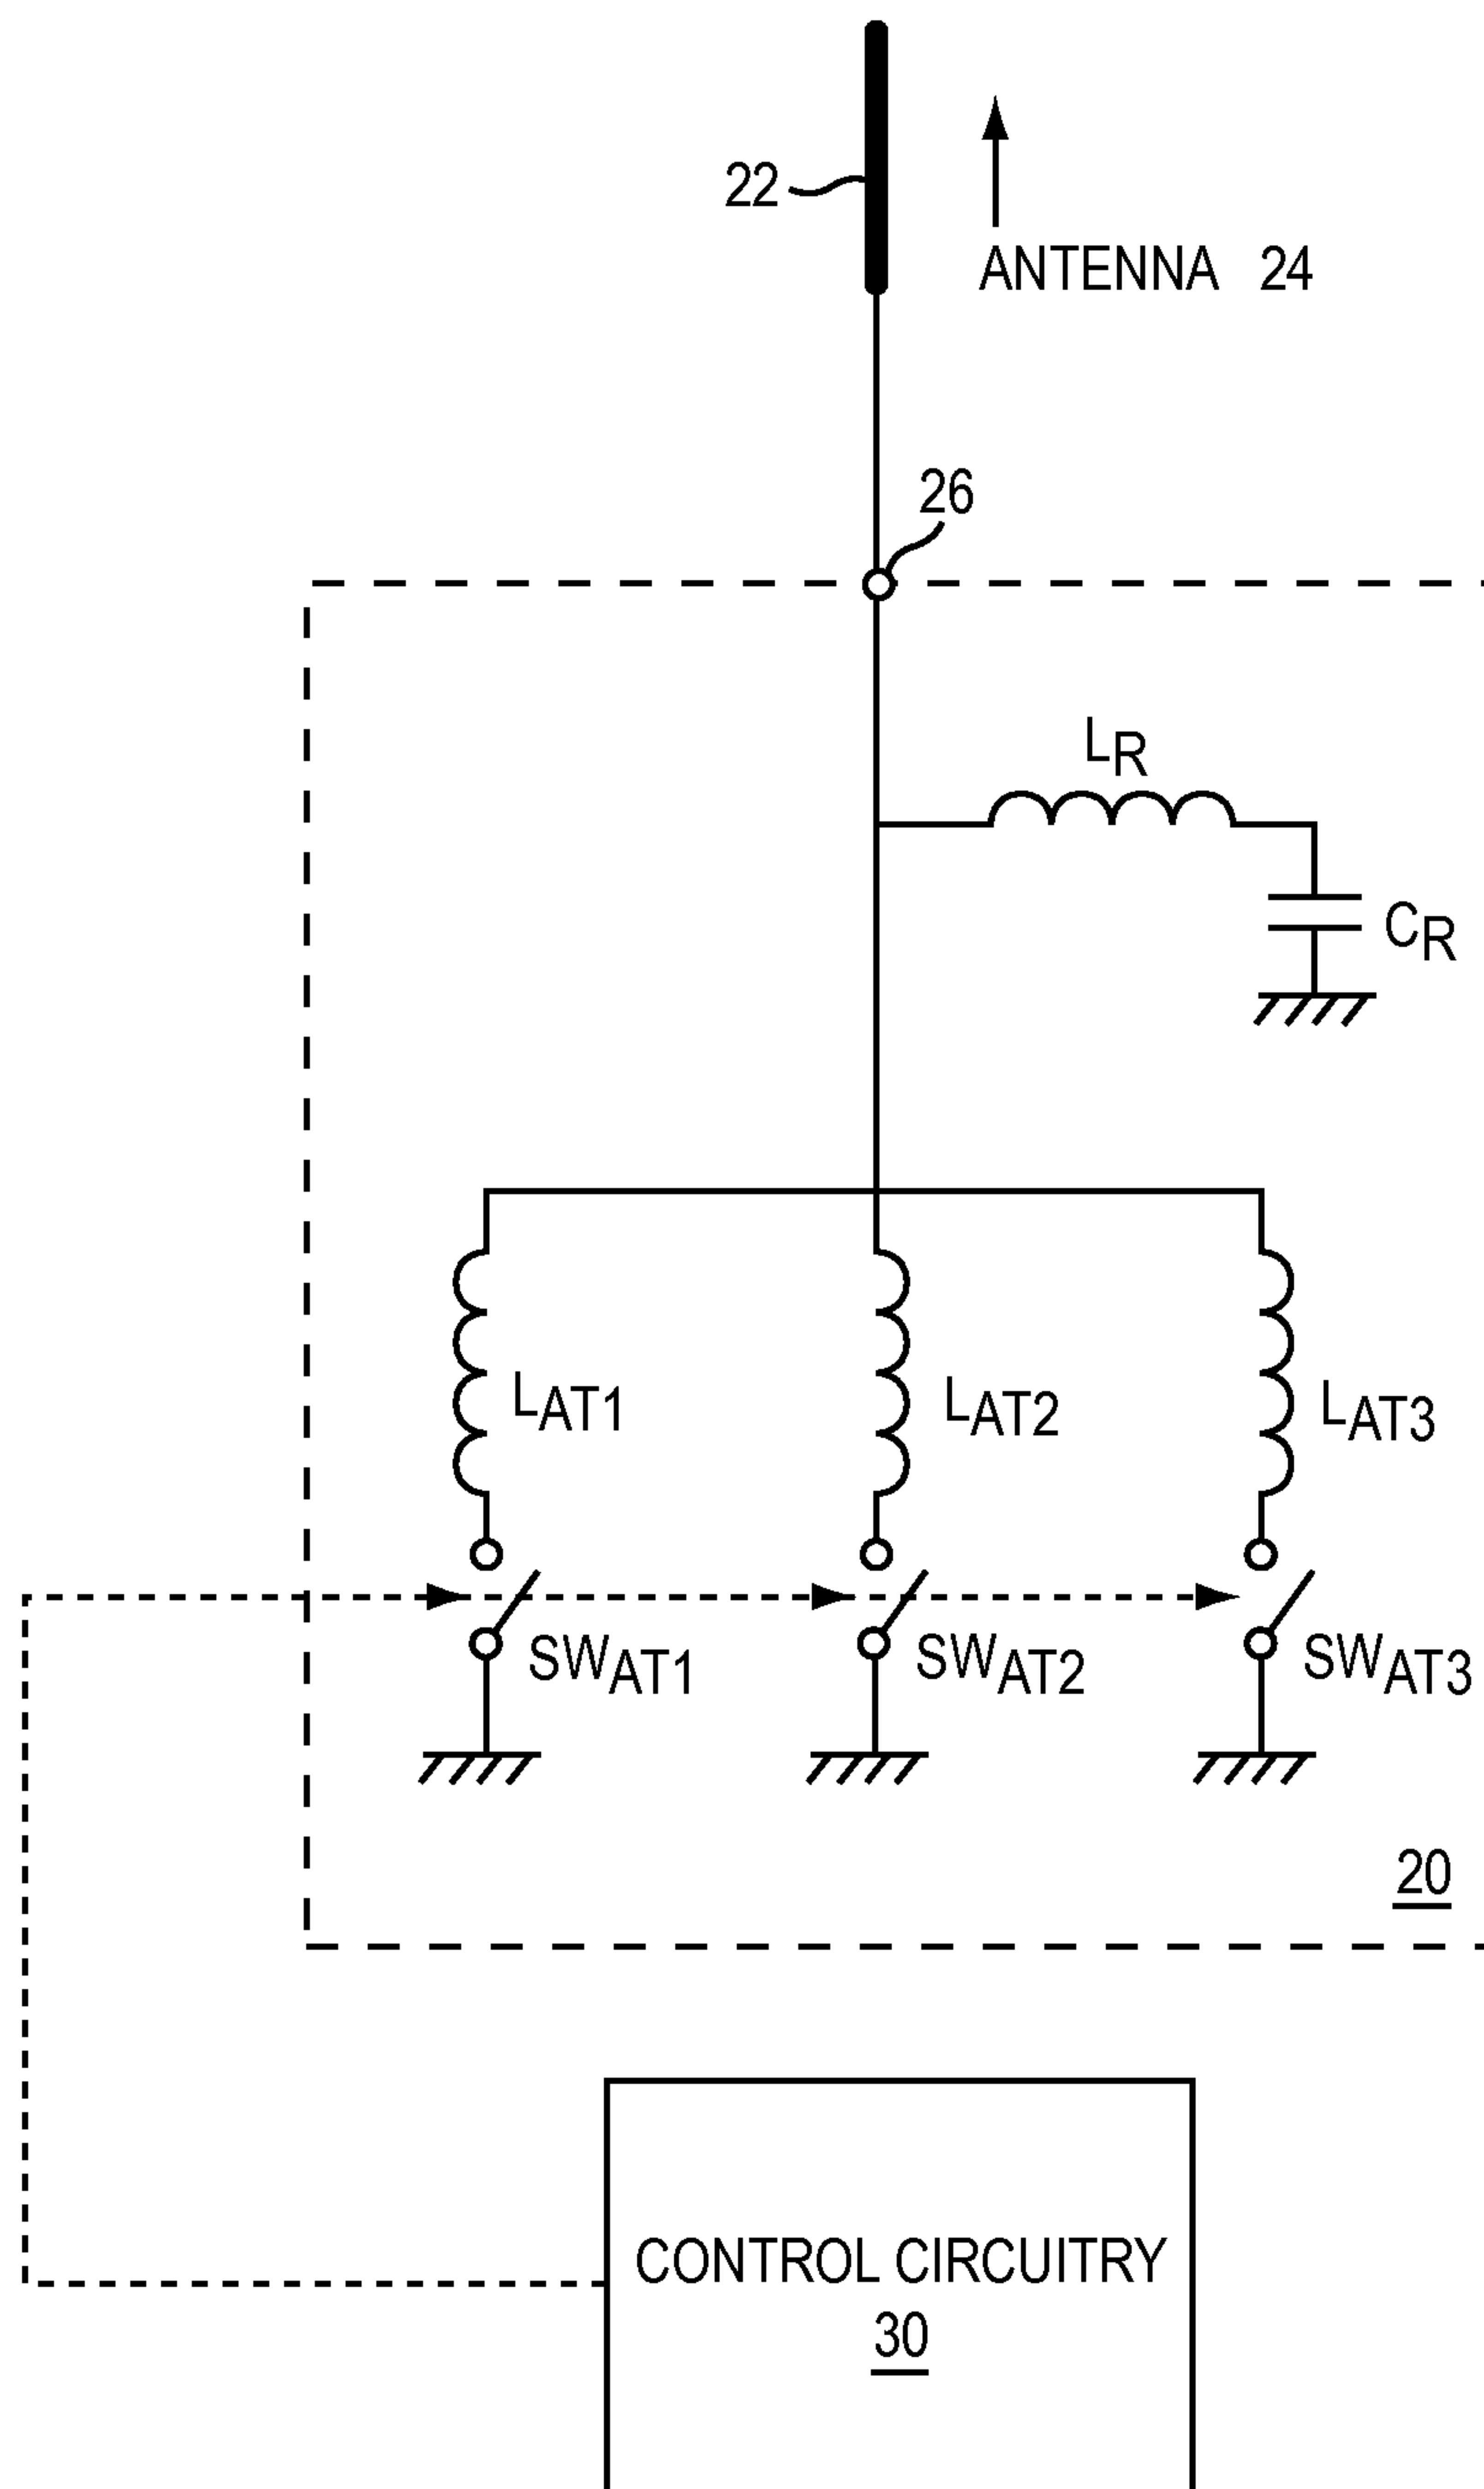 22
ANTENNA 24
26
LR
CR
LAT1
LAT2
LAT3
SWAT1
SWAT2
SWAT3
20
CONTROL CIRCUITRY
30